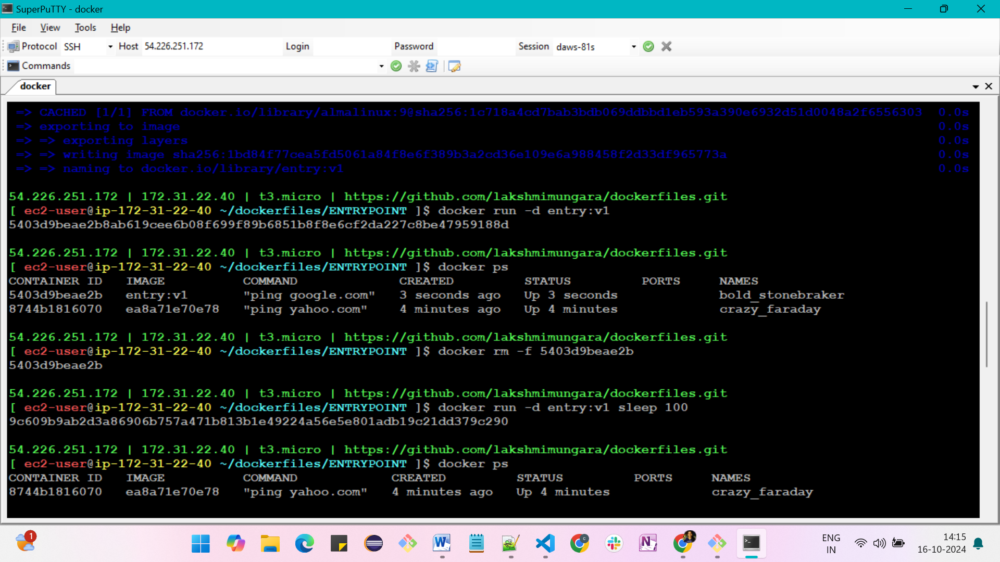 SuperPuTTY - docker
File View Tools Help
Protocol SSH Host 54.226.251.172 Login Password Session daws-81s
Commands
docker
=> CACHED [1/1] FROM docker.io/library/almalinux:9@sha256:1c718a4cd7bab3bdb069ddbbd1eb593a390e6932d51d0048a2f6556303 0.0s
=> exporting to image 0.0s
=> => exporting layers 0.0s
=> => writing image sha256:1bd84f77cea5fd5061a84f8e6f389b3a2cd36e109e6a988458f2d33df965773a 0.0s
=> => naming to docker.io/library/entry:v1 0.0s
54.226.251.172 | 172.31.22.40 | t3.micro | https://github.com/lakshmimungara/dockerfiles.git
[ ec2-user@ip-172-31-22-40 ~/dockerfiles/ENTRYPOINT ]$ docker run -d entry:v1
5403d9beae2b8ab619cee6b08f699f89b6851b8f8e6cf2da227c8be47959188d
54.226.251.172 | 172.31.22.40 | t3.micro | https://github.com/lakshmimungara/dockerfiles.git
[ ec2-user@ip-172-31-22-40 ~/dockerfiles/ENTRYPOINT ]$ docker ps
CONTAINER ID IMAGE COMMAND CREATED STATUS PORTS NAMES
5403d9beae2b entry:v1 "ping google.com" 3 seconds ago Up 3 seconds bold_stonebraker
8744b1816070 ea8a71e70e78 "ping yahoo.com" 4 minutes ago Up 4 minutes crazy_faraday
54.226.251.172 | 172.31.22.40 | t3.micro | https://github.com/lakshmimungara/dockerfiles.git
[ ec2-user@ip-172-31-22-40 ~/dockerfiles/ENTRYPOINT ]$ docker rm -f 5403d9beae2b
5403d9beae2b
54.226.251.172 | 172.31.22.40 | t3.micro | https://github.com/lakshmimungara/dockerfiles.git
[ ec2-user@ip-172-31-22-40 ~/dockerfiles/ENTRYPOINT ]$ docker run -d entry:v1 sleep 100
9c609b9ab2d3a86906b757a471b813b1e49224a56e5e801adb19c21dd379c290
54.226.251.172 | 172.31.22.40 | t3.micro | https://github.com/lakshmimungara/dockerfiles.git
[ ec2-user@ip-172-31-22-40 ~/dockerfiles/ENTRYPOINT ]$ docker ps
CONTAINER ID IMAGE COMMAND CREATED STATUS PORTS NAMES
8744b1816070 ea8a71e70e78 "ping yahoo.com" 4 minutes ago Up 4 minutes crazy_faraday
1
ENG 14:15
IN 16-10-2024